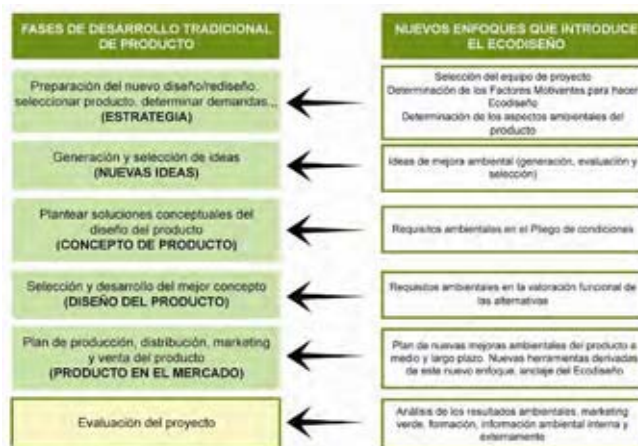 FASES DE DESARROLLO TRADICIONAL
DE PRODUCTO
Preparación del nuevo diseño/rediseño:
seleccionar producto, determinar demandas...
(ESTRATEGIA)
Generación y selección de ideas
(NUEVAS IDEAS)
Plantear soluciones conceptuales del
diseño del producto
(CONCEPTO DE PRODUCTO)
Selección y desarrollo del mejor concepto
(DISEÑO DEL PRODUCTO)
Plan de producción, distribución, marketing
y venta del producto
(PRODUCTO EN EL MERCADO)
Evaluación del proyecto
NUEVOS ENFOQUES QUE INTRODUCE
EL ECODISEÑO
Selección del equipo de proyecto
Determinación de los Factores Motivantes para hacer
Ecodiseño
Determinación de los aspectos ambientales del
producto
Ideas de mejora ambiental (generación, evaluación y
selección)
Requisitos ambientales en el Pliego de condiciones
Requisitos ambientales en la valoración funcional de
las alternativas
Plan de nuevas mejoras ambientales del producto a
medio y largo plazo. Nuevas herramientas derivadas
de este nuevo enfoque, anclaje del Ecodiseño
Análisis de los resultados ambientales, marketing
verde, formación, información ambiental interna y
externamente